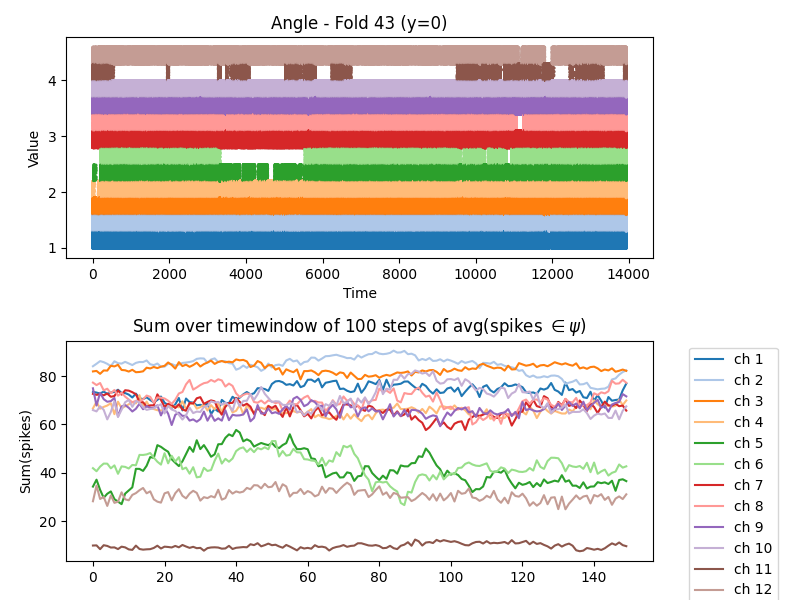 Angle - Fold 43 (y=0)
Value
4
3
2
1
0 2000 4000 6000 8000 10000 12000 14000
Time
Sum over timewindow of 100 steps of avg(spikes ∈ ψ)
Sum(spikes)
80
60
40
20
0 20 40 60 80 100 120 140
ch 1
ch 2
ch 3
ch 4
ch 5
ch 6
ch 7
ch 8
ch 9
ch 10
ch 11
ch 12